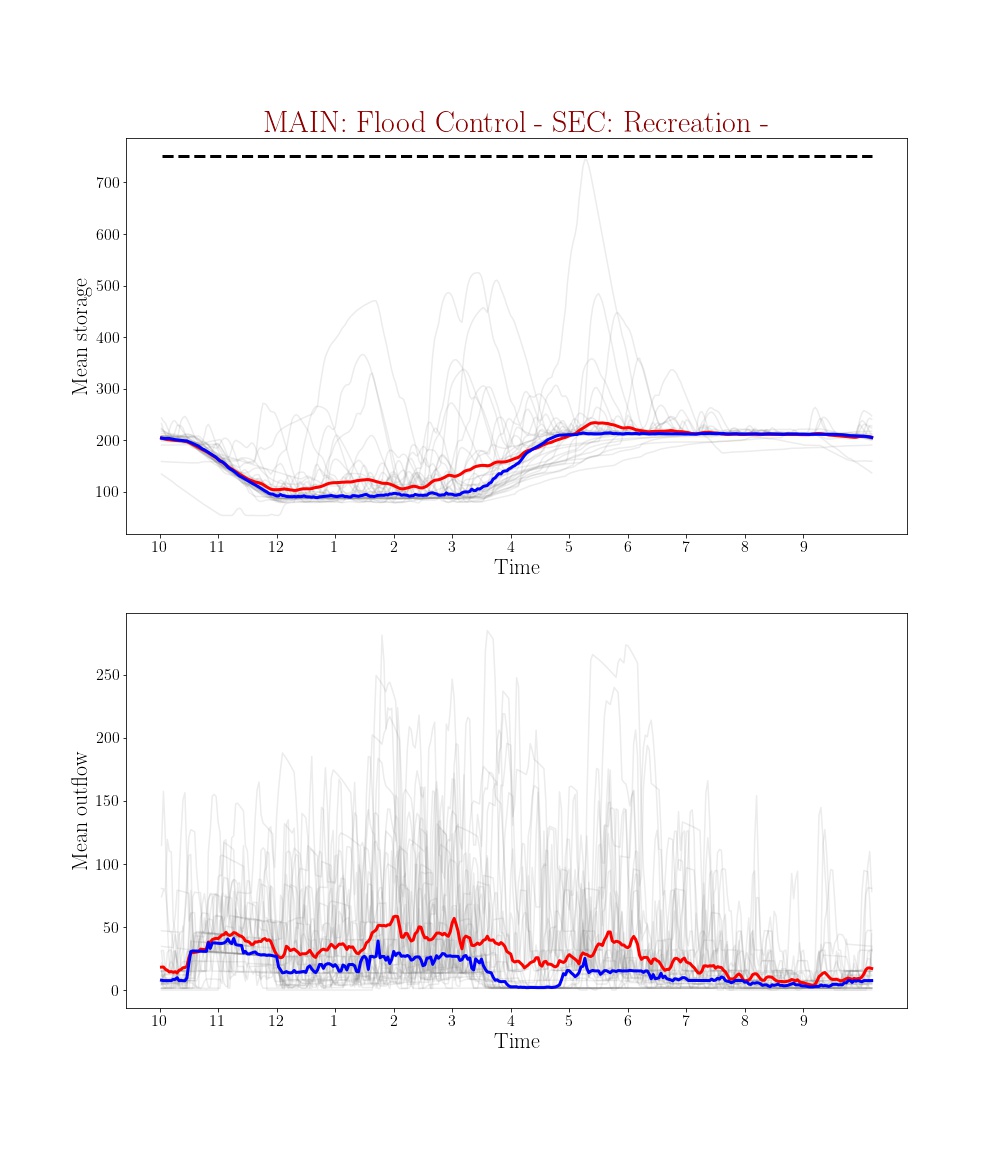 MAIN: Flood Control - SEC: Recreation -
Mean storage
700
600
500
400
300
200
100
10 11 12 1 2 3 4 5 6 7 8 9
Time
Mean outflow
250
200
150
100
50
0
10 11 12 1 2 3 4 5 6 7 8 9
Time